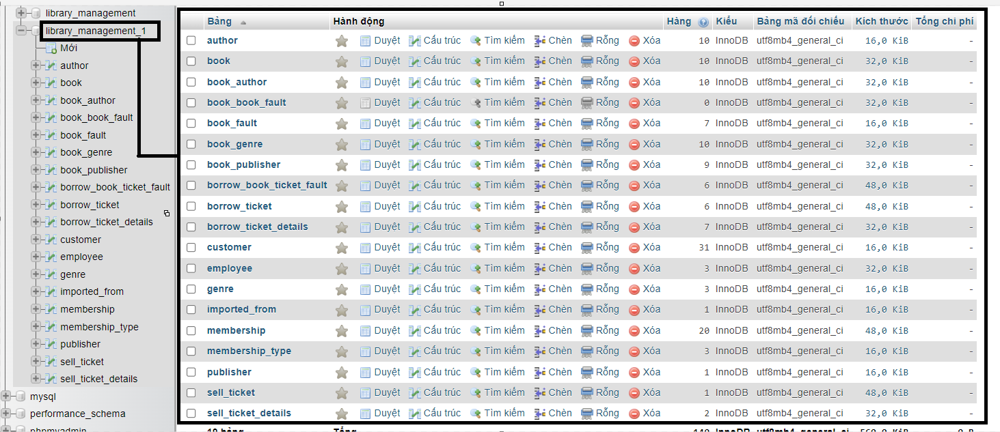 library_management
library_management_1
Mới
author
book
book_author
book_book_fault
book_fault
book_genre
book_publisher
borrow_book_ticket_fault
borrow_ticket
borrow_ticket_details
customer
employee
genre
imported_from
membership
membership_type
publisher
sell_ticket
sell_ticket_details
mysql
performance_schema
phpmyadmin
Bảng Hành động Hàng Kiểu Bảng mã đối chiếu Kích thước Tổng chi phí
author Duyệt Cấu trúc Tìm kiếm Chèn Rỗng Xóa 10 InnoDB utf8mb4_general_ci 16,0 KiB -
book Duyệt Cấu trúc Tìm kiếm Chèn Rỗng Xóa 10 InnoDB utf8mb4_general_ci 32,0 KiB -
book_author Duyệt Cấu trúc Tìm kiếm Chèn Rỗng Xóa 10 InnoDB utf8mb4_general_ci 32,0 KiB -
book_book_fault Duyệt Cấu trúc Tìm kiếm Chèn Rỗng Xóa 0 InnoDB utf8mb4_general_ci 32,0 KiB -
book_fault Duyệt Cấu trúc Tìm kiếm Chèn Rỗng Xóa 7 InnoDB utf8mb4_general_ci 16,0 KiB -
book_genre Duyệt Cấu trúc Tìm kiếm Chèn Rỗng Xóa 10 InnoDB utf8mb4_general_ci 32,0 KiB -
book_publisher Duyệt Cấu trúc Tìm kiếm Chèn Rỗng Xóa 9 InnoDB utf8mb4_general_ci 32,0 KiB -
borrow_book_ticket_fault Duyệt Cấu trúc Tìm kiếm Chèn Rỗng Xóa 6 InnoDB utf8mb4_general_ci 48,0 KiB -
borrow_ticket Duyệt Cấu trúc Tìm kiếm Chèn Rỗng Xóa 6 InnoDB utf8mb4_general_ci 48,0 KiB -
borrow_ticket_details Duyệt Cấu trúc Tìm kiếm Chèn Rỗng Xóa 7 InnoDB utf8mb4_general_ci 32,0 KiB -
customer Duyệt Cấu trúc Tìm kiếm Chèn Rỗng Xóa 31 InnoDB utf8mb4_general_ci 16,0 KiB -
employee Duyệt Cấu trúc Tìm kiếm Chèn Rỗng Xóa 3 InnoDB utf8mb4_general_ci 32,0 KiB -
genre Duyệt Cấu trúc Tìm kiếm Chèn Rỗng Xóa 3 InnoDB utf8mb4_general_ci 16,0 KiB -
imported_from Duyệt Cấu trúc Tìm kiếm Chèn Rỗng Xóa 1 InnoDB utf8mb4_general_ci 16,0 KiB -
membership Duyệt Cấu trúc Tìm kiếm Chèn Rỗng Xóa 20 InnoDB utf8mb4_general_ci 48,0 KiB -
membership_type Duyệt Cấu trúc Tìm kiếm Chèn Rỗng Xóa 3 InnoDB utf8mb4_general_ci 16,0 KiB -
publisher Duyệt Cấu trúc Tìm kiếm Chèn Rỗng Xóa 1 InnoDB utf8mb4_general_ci 16,0 KiB -
sell_ticket Duyệt Cấu trúc Tìm kiếm Chèn Rỗng Xóa 1 InnoDB utf8mb4_general_ci 48,0 KiB -
sell_ticket_details Duyệt Cấu trúc Tìm kiếm Chèn Rỗng Xóa 2 InnoDB utf8mb4_general_ci 32,0 KiB -
19 bảng Tổng InnoDB utf8mb4_general_ci